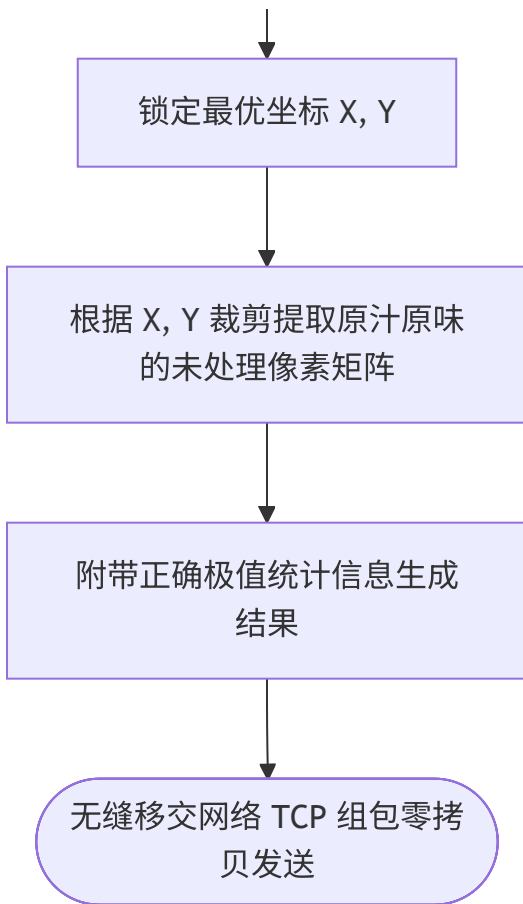 锁定最优坐标 X, Y
根据 X, Y 裁剪提取原汁原味
的未处理像素矩阵
附带正确极值统计信息生成
结果
无缝移交网络 TCP 组包零拷
贝发送